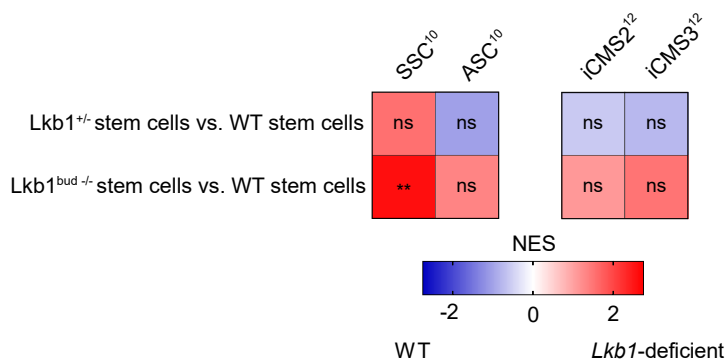 SSC¹⁰ ASC¹⁰ iCMS2¹² iCMS3¹²
Lkb1⁺/⁻ stem cells vs. WT stem cells ns ns ns ns
Lkb1ᵇᵘᵈ ⁻/⁻ stem cells vs. WT stem cells ** ns ns ns
NES
-2 0 2
WT Lkb1-deficient